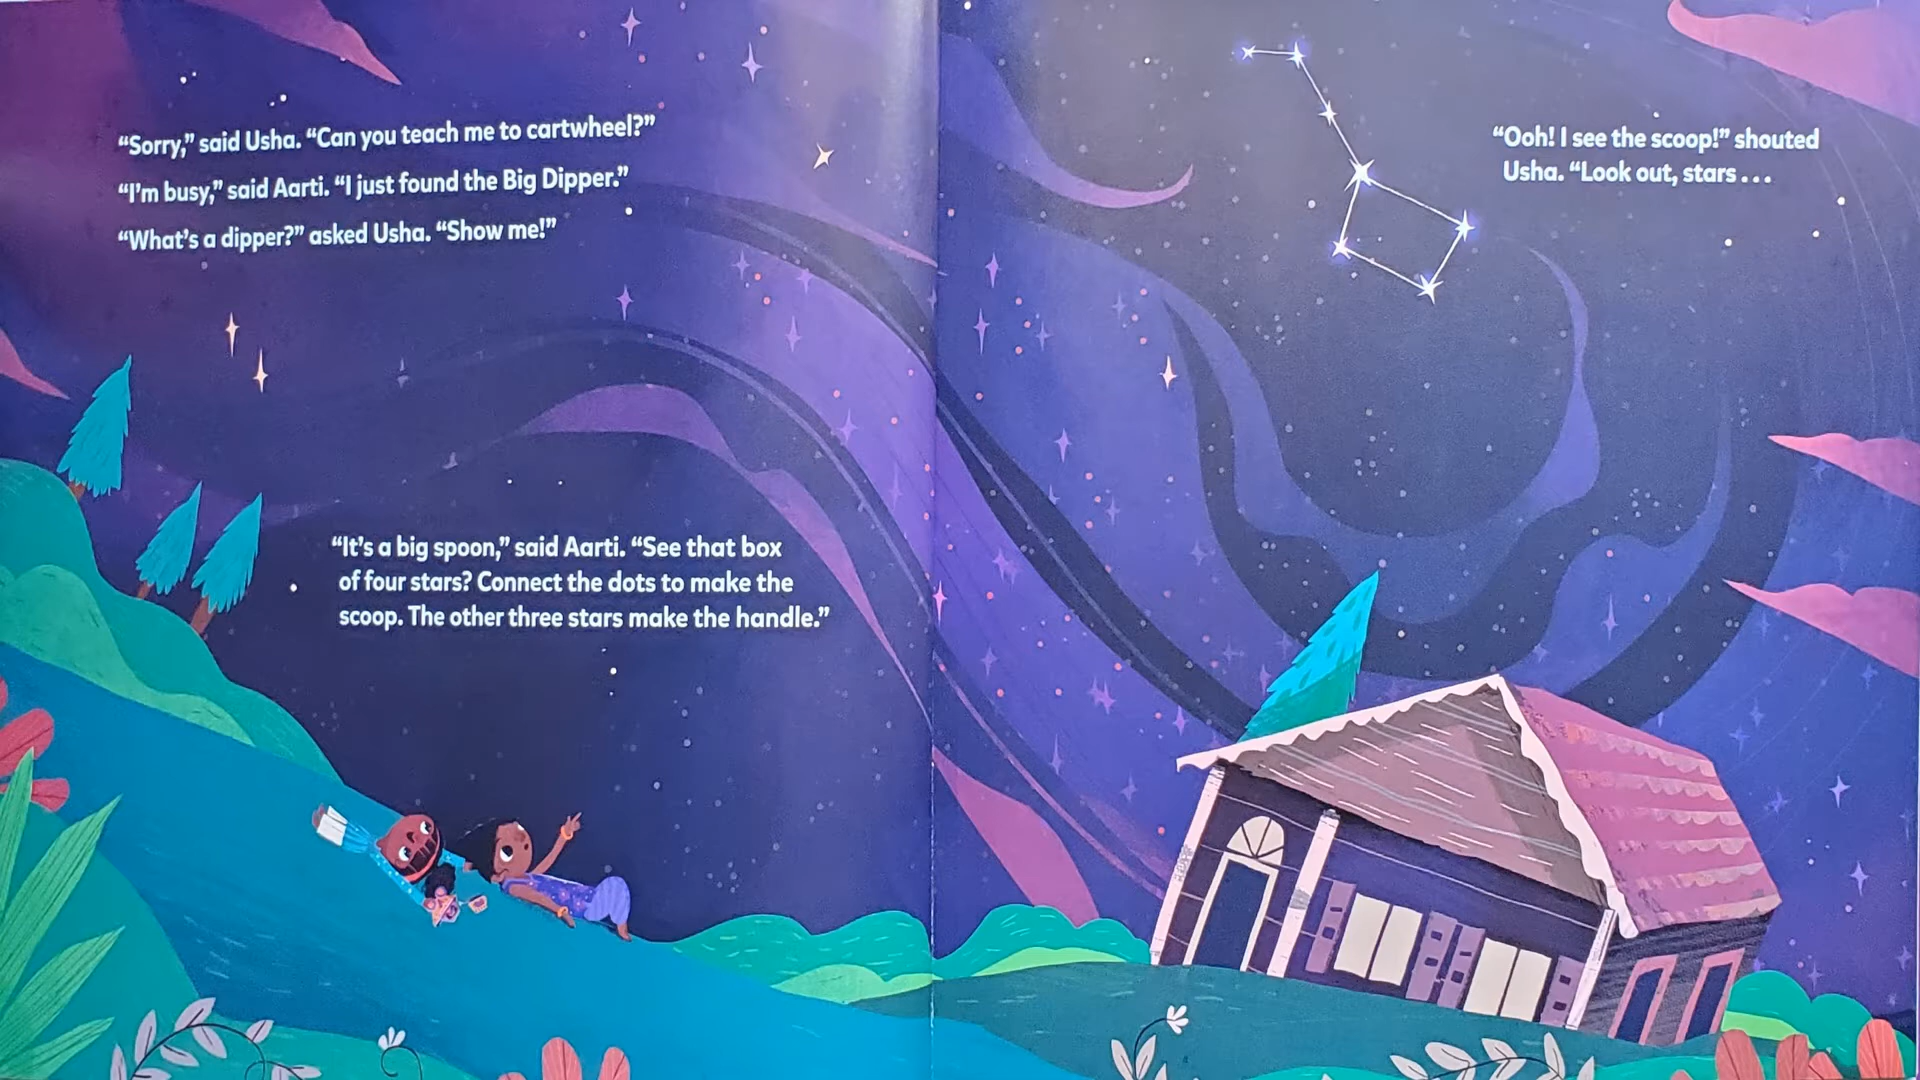 “Sorry,” said Usha. “Can you teach me to cartwheel?”
“I’m busy,” said Aarti. “I just found the Big Dipper.”
“What’s a dipper?” asked Usha. “Show me!”
“It’s a big spoon,” said Aarti. “See that box
of four stars? Connect the dots to make the
scoop. The other three stars make the handle.”
“Ooh! I see the scoop!” shouted
Usha. “Look out, stars . . .